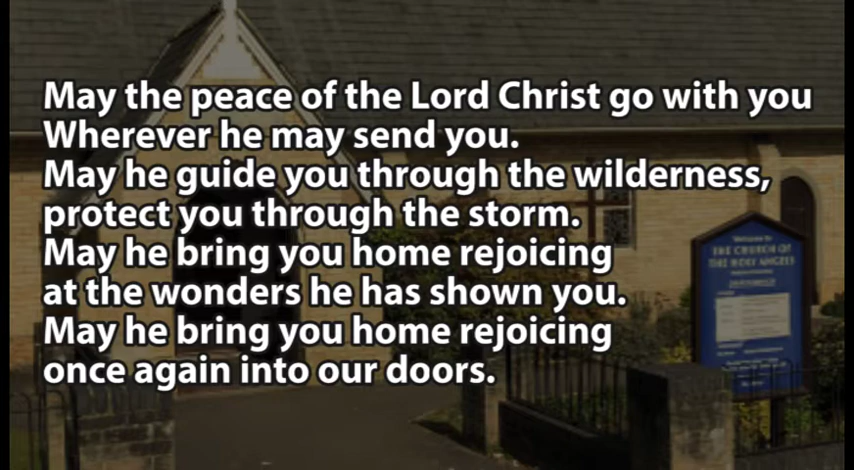 May the peace of the Lord Christ go with you
Wherever he may send you.
May he guide you through the wilderness,
protect you through the storm.
May he bring you home rejoicing
at the wonders he has shown you.
May he bring you home rejoicing
once again into our doors.
Welcome to
THE CHURCH OF
THE HOLY ANGELS